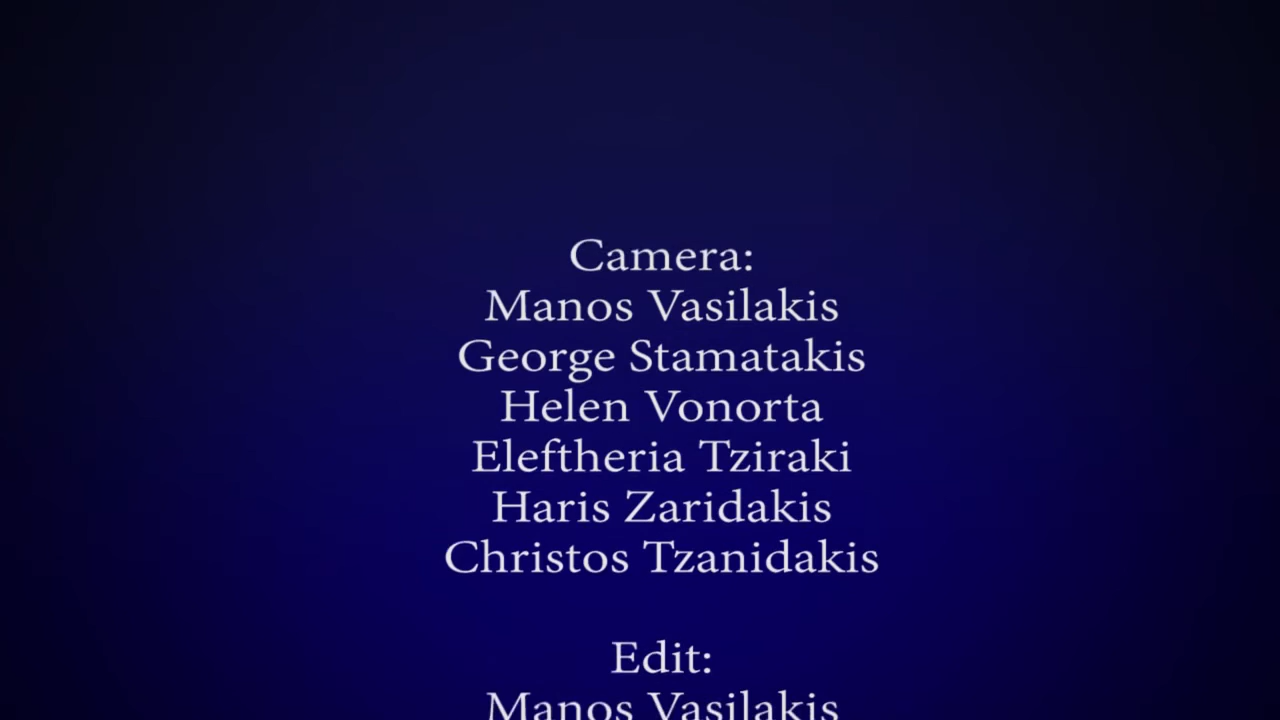 Camera:
Manos Vasilakis
George Stamatakis
Helen Vonorta
Eleftheria Tziraki
Haris Zaridakis
Christos Tzanidakis
Edit:
Manos Vasilakis